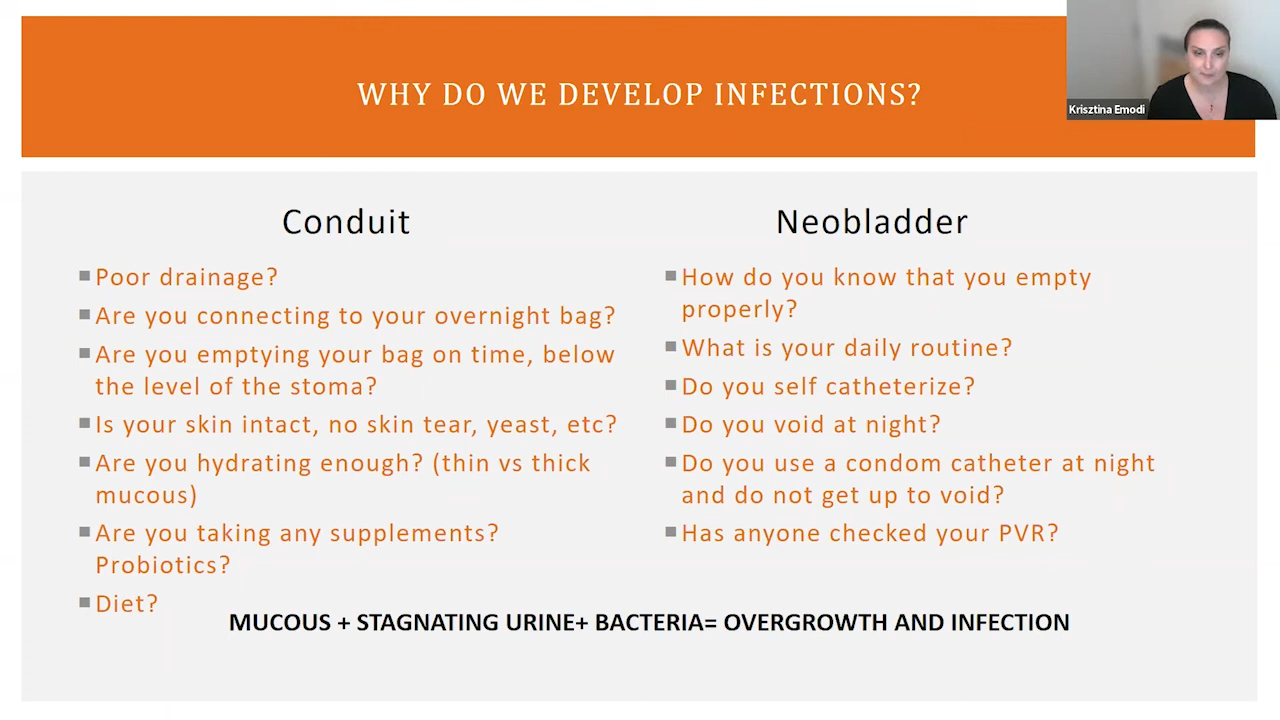 WHY DO WE DEVELOP INFECTIONS?
Krisztina Emodi
Conduit
Poor drainage?
Are you connecting to your overnight bag?
Are you emptying your bag on time, below
the level of the stoma?
Is your skin intact, no skin tear, yeast, etc?
Are you hydrating enough? (thin vs thick
mucous)
Are you taking any supplements?
Probiotics?
Diet?
Neobladder
How do you know that you empty
properly?
What is your daily routine?
Do you self catheterize?
Do you void at night?
Do you use a condom catheter at night
and do not get up to void?
Has anyone checked your PVR?
MUCOUS + STAGNATING URINE+ BACTERIA= OVERGROWTH AND INFECTION